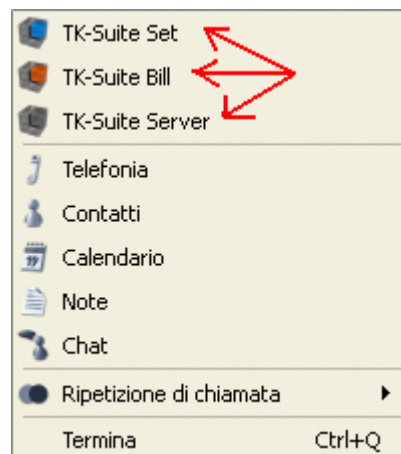 TK-Suite Set
TK-Suite Bill
TK-Suite Server
Telefonia
Contatti
Calendario
Note
Chat
Ripetizione di chiamata
Termina Ctrl+Q